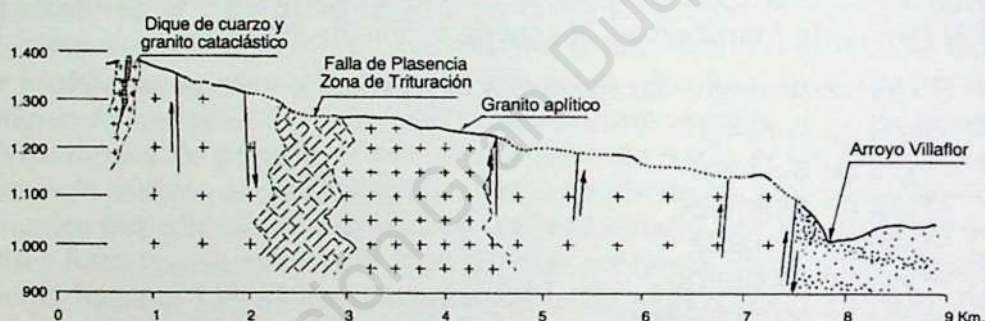 Dique de cuarzo y
granito cataclástico
Falla de Plasencia
Zona de Trituración
Granito aplítico
Arroyo Villaflor
1.400
1.300
1.200
1.100
1.000
900
0 1 2 3 4 5 6 7 8 9 Km.